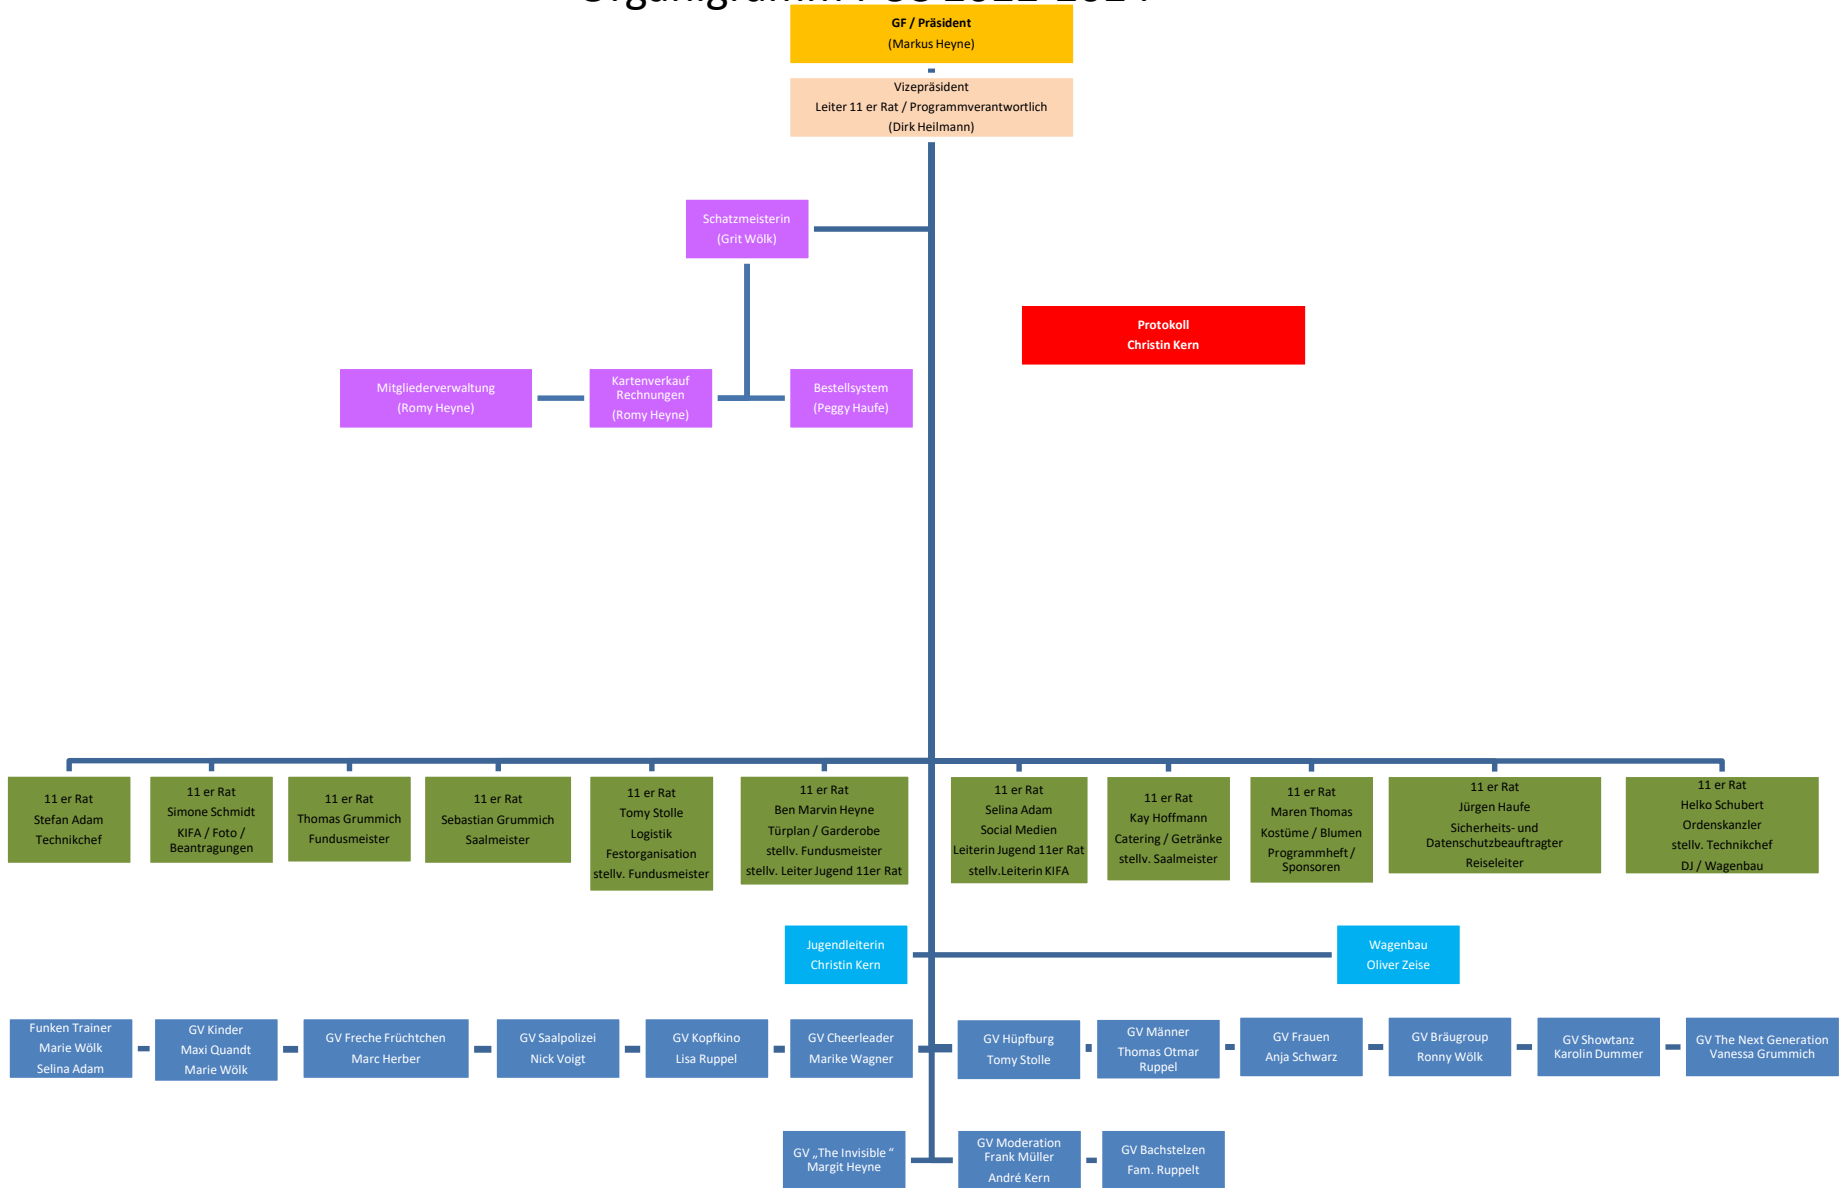 GF / Präsident
(Markus Heyne)
Vizepräsident
Leiter 11 er Rat / Programmverantwortlich
(Dirk Heilmann)
Schatzmeisterin
(Grit Wölk)
Protokoll
Christin Kern
Mitgliederverwaltung
(Romy Heyne)
Kartenverkauf
Rechnungen
(Romy Heyne)
Bestellsystem
(Peggy Haufe)
11 er Rat
Stefan Adam
Technikchef
11 er Rat
Simone Schmidt
KIFA / Foto /
Beantragungen
11 er Rat
Thomas Grummich
Fundusmeister
11 er Rat
Sebastian Grummich
Saalmeister
11 er Rat
Tomy Stolle
Logistik
Festorganisation
stellv. Fundusmeister
11 er Rat
Ben Marvin Heyne
Türplan / Garderobe
stellv. Fundusmeister
stellv. Leiter Jugend 11er Rat
11 er Rat
Selina Adam
Social Medien
Leiterin Jugend 11er Rat
stellv.Leiterin KIFA
11 er Rat
Kay Hoffmann
Catering / Getränke
stellv. Saalmeister
11 er Rat
Maren Thomas
Kostüme / Blumen
Programmheft /
Sponsoren
11 er Rat
Jürgen Haufe
Sicherheits- und
Datenschutzbeauftragter
Reiseleiter
11 er Rat
Helko Schubert
Ordenskanzler
stellv. Technikchef
DJ / Wagenbau
Jugendleiterin
Christin Kern
Wagenbau
Oliver Zeise
Funken Trainer
Marie Wölk
Selina Adam
GV Kinder
Maxi Quandt
Marie Wölk
GV Freche Früchtchen
Marc Herber
GV Saalpolizei
Nick Voigt
GV Kopfkino
Lisa Ruppel
GV Cheerleader
Marike Wagner
GV Hüpfburg
Tomy Stolle
GV Männer
Thomas Otmar
Ruppel
GV Frauen
Anja Schwarz
GV Bräugroup
Ronny Wölk
GV Showtanz
Karolin Dummer
GV The Next Generation
Vanessa Grummich
GV „The Invisible “
Margit Heyne
GV Moderation
Frank Müller
André Kern
GV Bachstelzen
Fam. Ruppelt